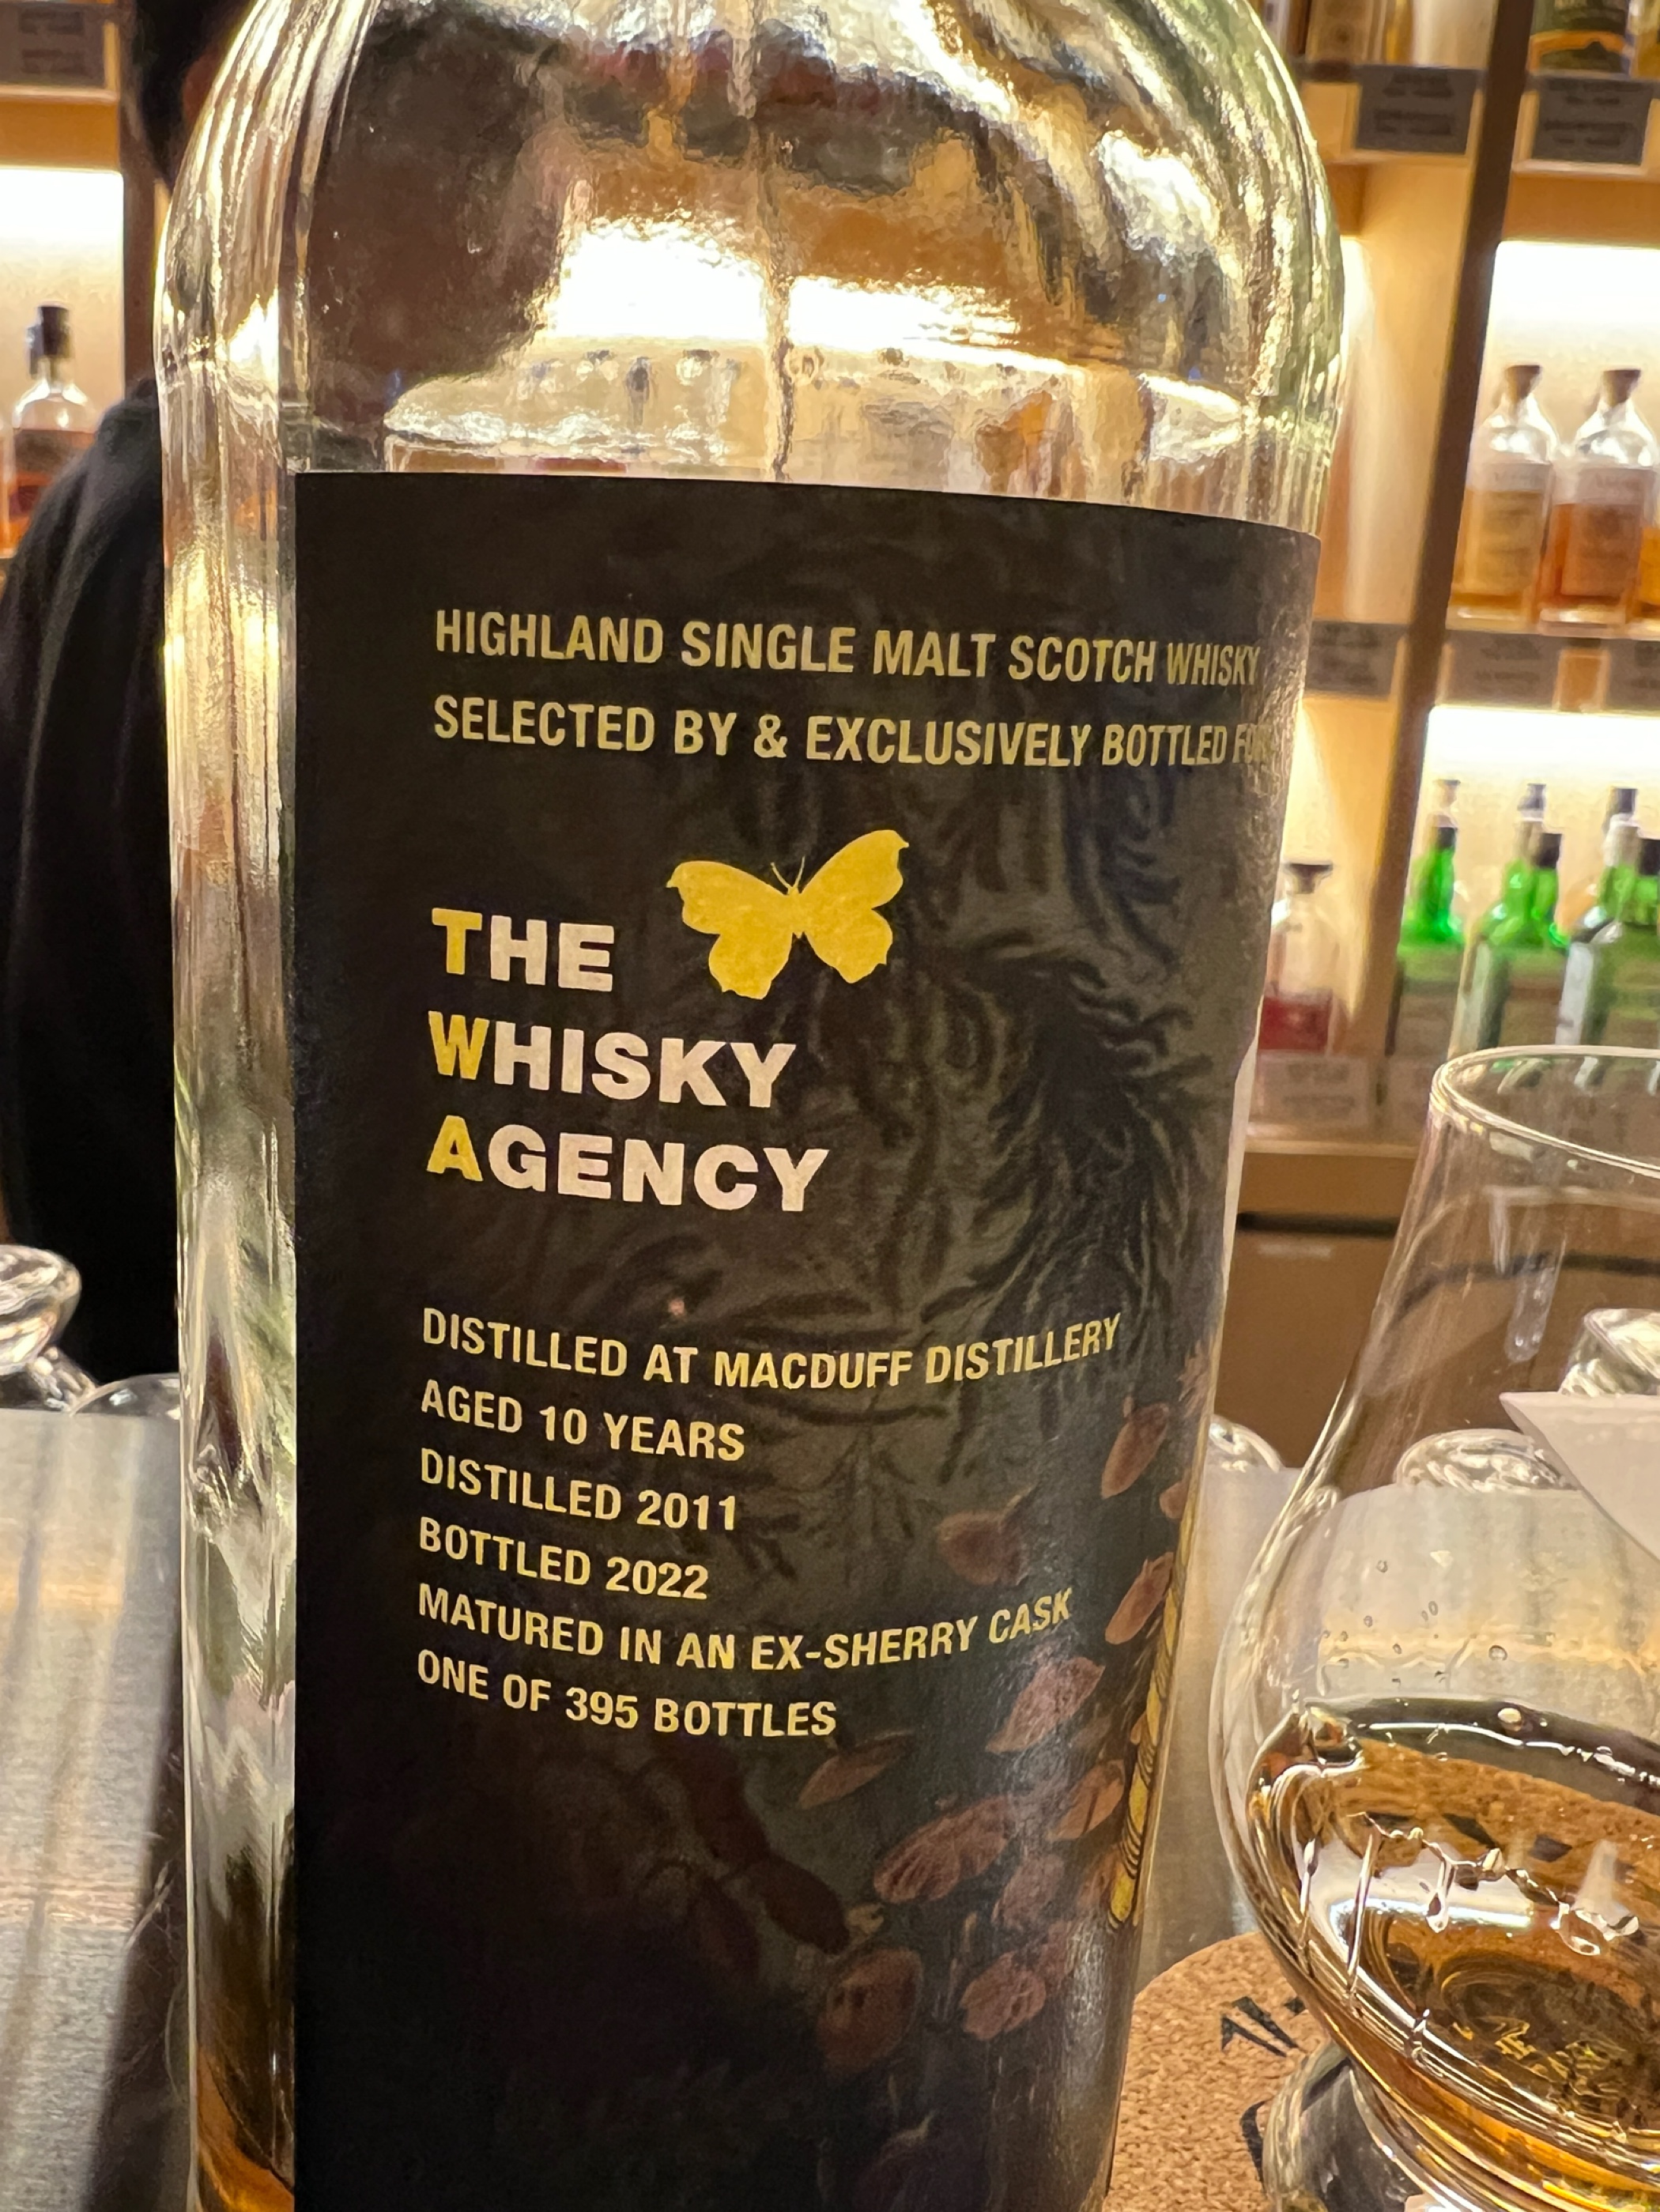 HIGHLAND SINGLE MALT SCOTCH WHISKY
SELECTED BY & EXCLUSIVELY BOTTLED FOR
THE
WHISKY
AGENCY
DISTILLED AT MACDUFF DISTILLERY
AGED 10 YEARS
DISTILLED 2011
BOTTLED 2022
MATURED IN AN EX-SHERRY CASK
ONE OF 395 BOTTLES